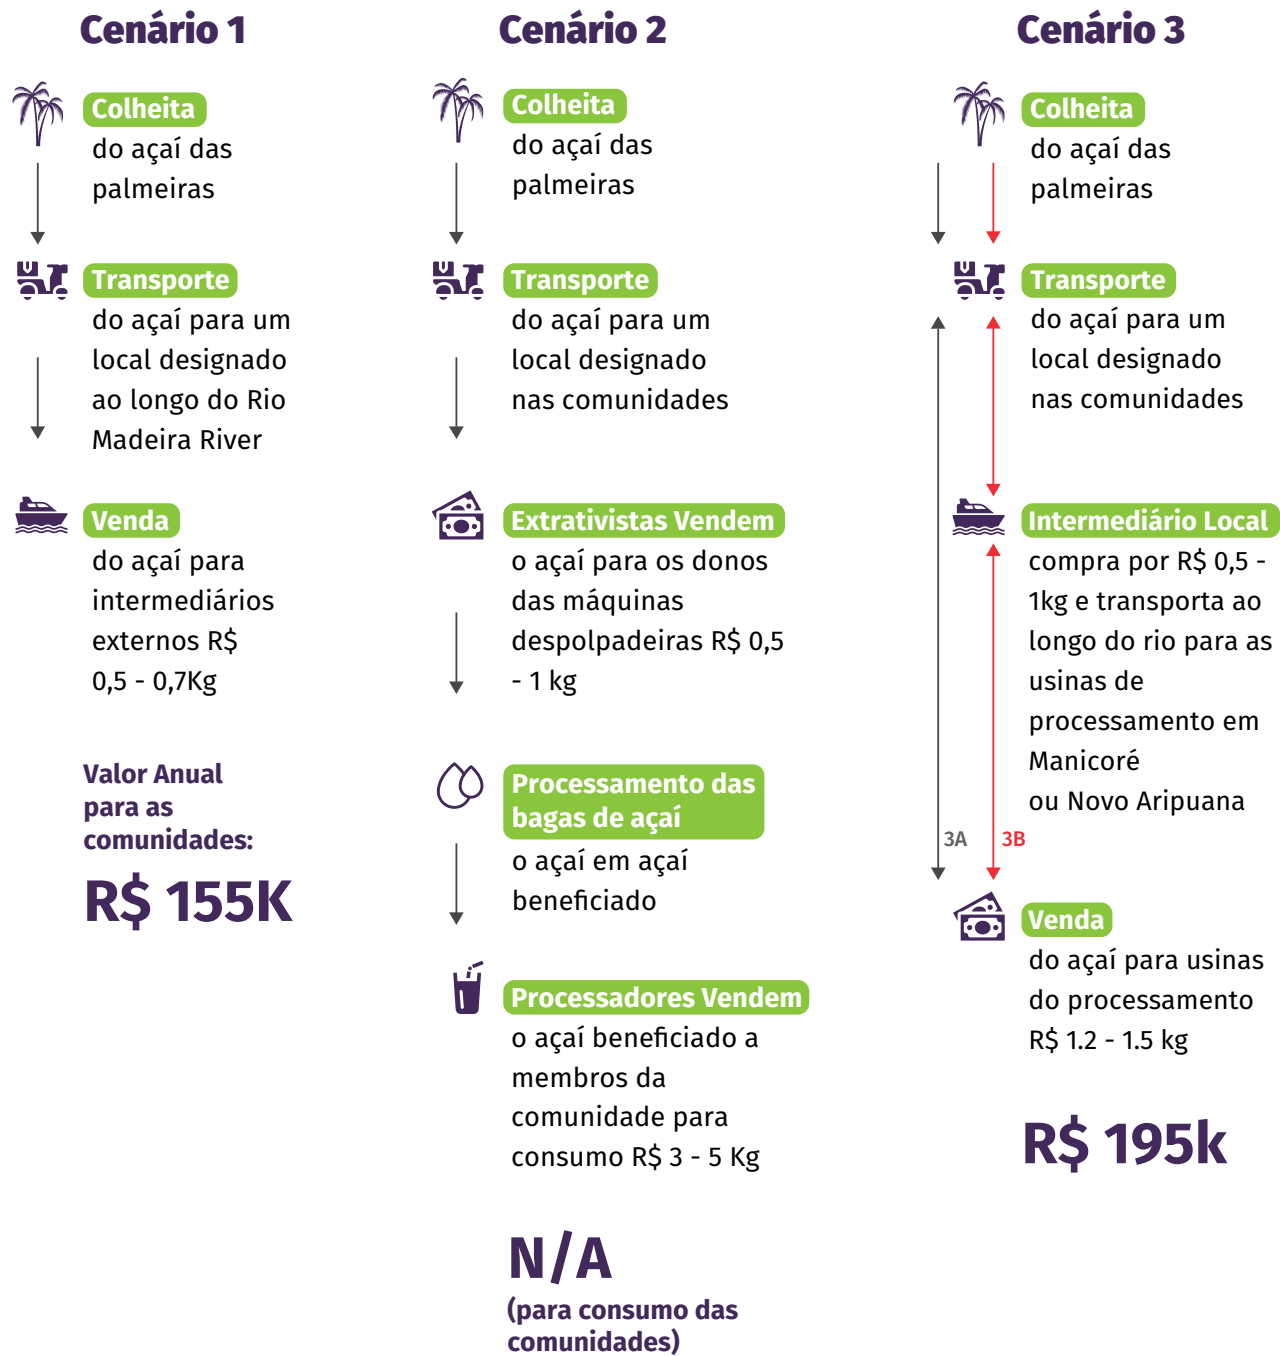 Cenário 1
Colheita
do açaí das
palmeiras
Transporte
do açaí para um
local designado
ao longo do Rio
Madeira River
Venda
do açaí para
intermediários
externos R$
0,5 - 0,7Kg
Valor Anual
para as
comunidades:
R$ 155K
Cenário 2
Colheita
do açaí das
palmeiras
Transporte
do açaí para um
local designado
nas comunidades
Extrativistas Vendem
o açaí para os donos
das máquinas
despolpadeiras R$ 0,5
- 1 kg
Processamento das
bagas de açaí
o açaí em açaí
beneficiado
Processadores Vendem
o açaí beneficiado a
membros da
comunidade para
consumo R$ 3 - 5 Kg
N/A
(para consumo das
comunidades)
Cenário 3
Colheita
do açaí das
palmeiras
Transporte
do açaí para um
local designado
nas comunidades
Intermediário Local
compra por R$ 0,5 -
1kg e transporta ao
longo do rio para as
usinas de
processamento em
Manicoré
ou Novo Aripuana
3A
3B
Venda
do açaí para usinas
do processamento
R$ 1.2 - 1.5 kg
R$ 195k